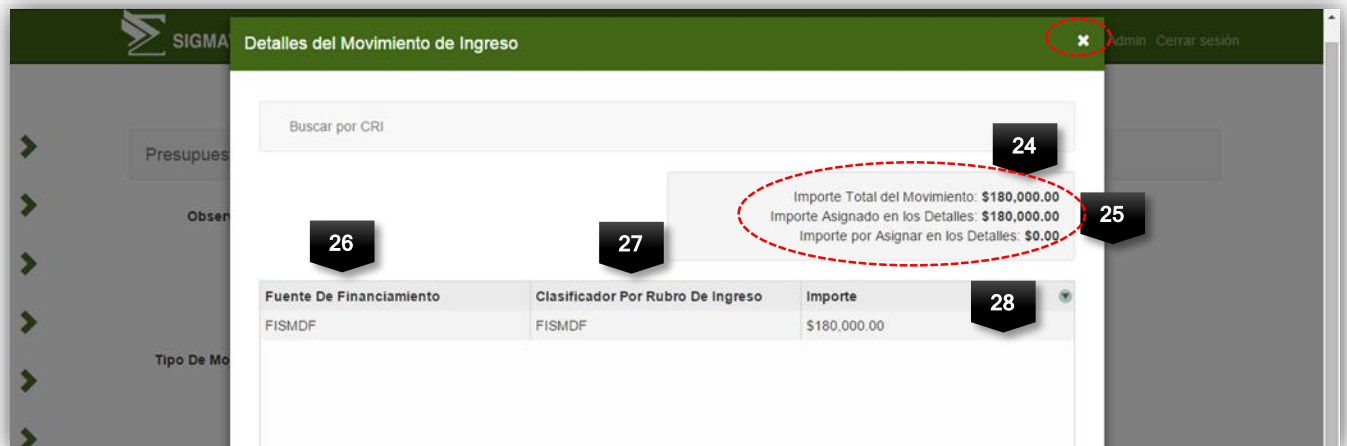 SIGMA
Detalles del Movimiento de Ingreso
Admin Cerrar sesión
Buscar por CRI
24
Presupues
Importe Total del Movimiento: $180,000.00
Obser
Importe Asignado en los Detalles: $180,000.00
25
26
27
Importe por Asignar en los Detalles: $0.00
Fuente De Financiamiento Clasificador Por Rubro De Ingreso Importe
28
FISMDF FISMDF $180,000.00
Tipo De Mo